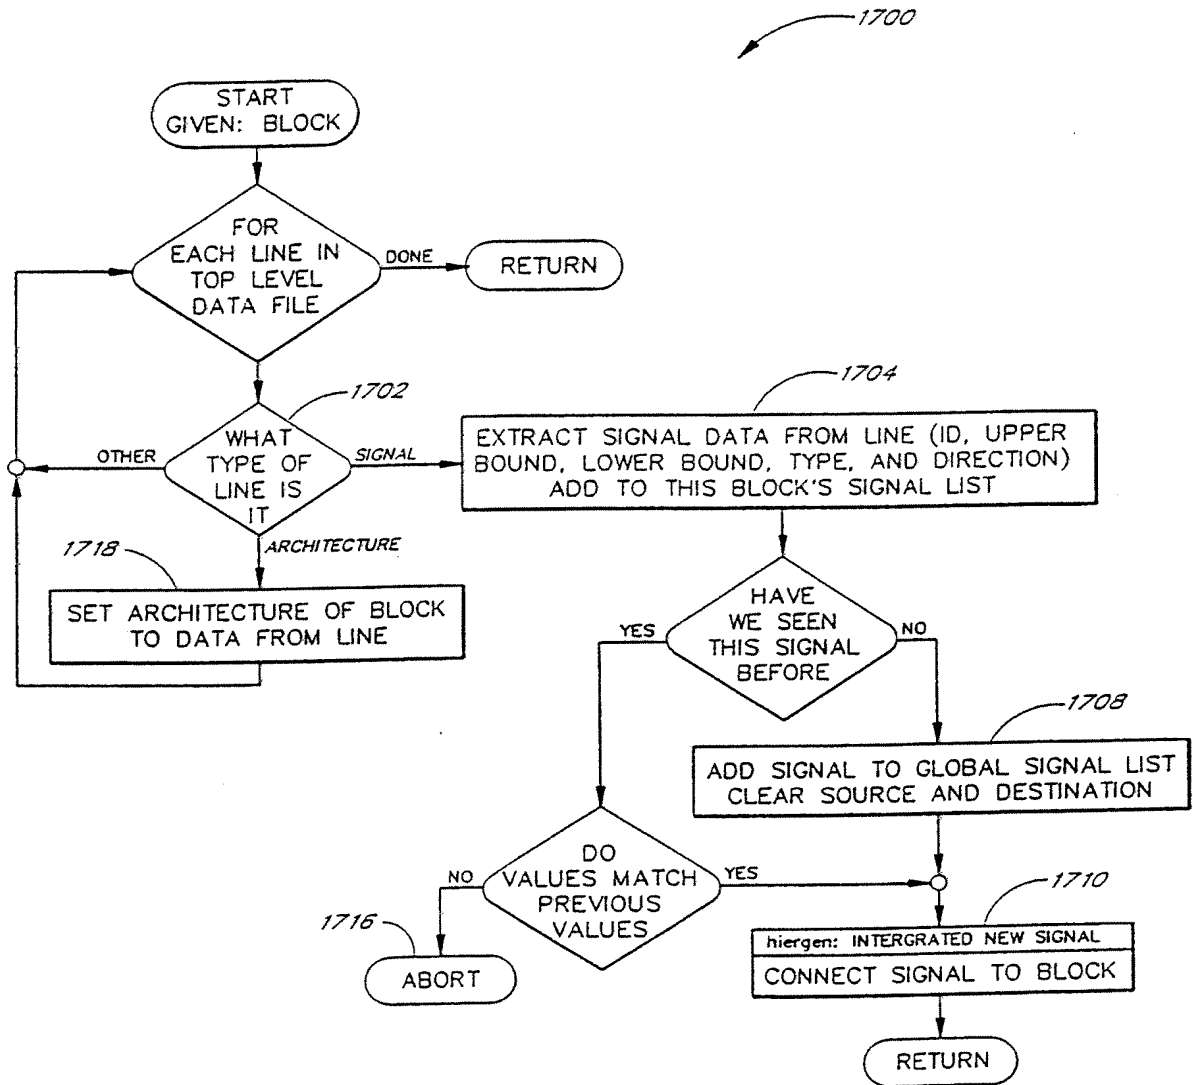 1700
START
GIVEN: BLOCK
FOR
EACH LINE IN
TOP LEVEL
DATA FILE
DONE
RETURN
1702
WHAT
TYPE OF
LINE IS
IT
OTHER
SIGNAL
ARCHITECTURE
1704
EXTRACT SIGNAL DATA FROM LINE (ID, UPPER
BOUND, LOWER BOUND, TYPE, AND DIRECTION)
ADD TO THIS BLOCK'S SIGNAL LIST
1718
SET ARCHITECTURE OF BLOCK
TO DATA FROM LINE
HAVE
WE SEEN
THIS SIGNAL
BEFORE
YES
NO
1708
ADD SIGNAL TO GLOBAL SIGNAL LIST
CLEAR SOURCE AND DESTINATION
DO
VALUES MATCH
PREVIOUS
VALUES
NO
YES
1716
ABORT
1710
hiergen: INTERGRATED NEW SIGNAL
CONNECT SIGNAL TO BLOCK
RETURN